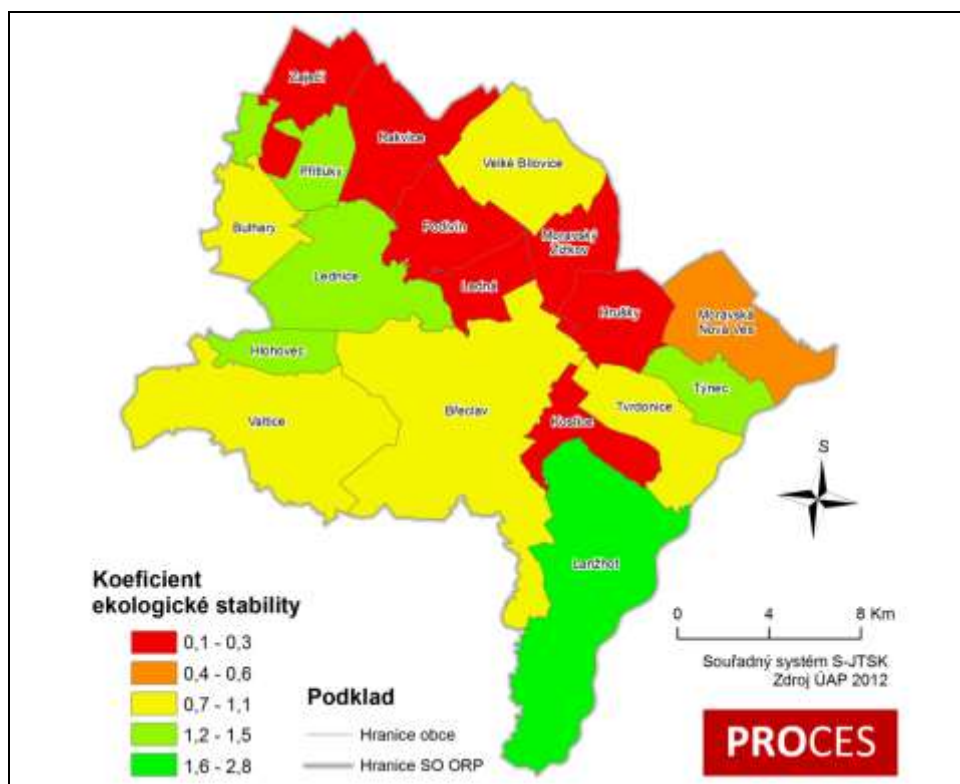 Zaječí
Rakvice
Velké Bílovice
Přítluky
Bulhary
Podivín
Moravský
Žižkov
Lednice
Ladná
Hrušky
Moravská
Nová Ves
Hlohovec
Týnec
Valtice
Břeclav
Tvrdonice
Kostice
S
Lanžhot
Koeficient
ekologické stability
0,1 - 0,3
0,4 - 0,6
0,7 - 1,1
1,2 - 1,5
1,6 - 2,8
Podklad
Hranice obce
Hranice SO ORP
0 4 8 Km
Souřadný systém S-JTSK
Zdroj ÚAP 2012
PROCES